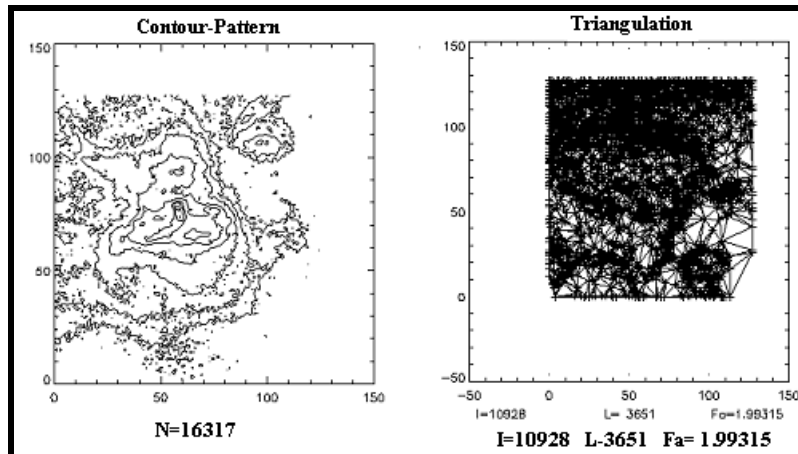 Contour-Pattern
150
100
50
0
0 50 100 150
N=16317
Triangulation
150
100
50
0
−50
−50 0 50 100 150
I=10928 L= 3651 Fa=1.99315
I=10928 L-3651 Fa= 1.99315